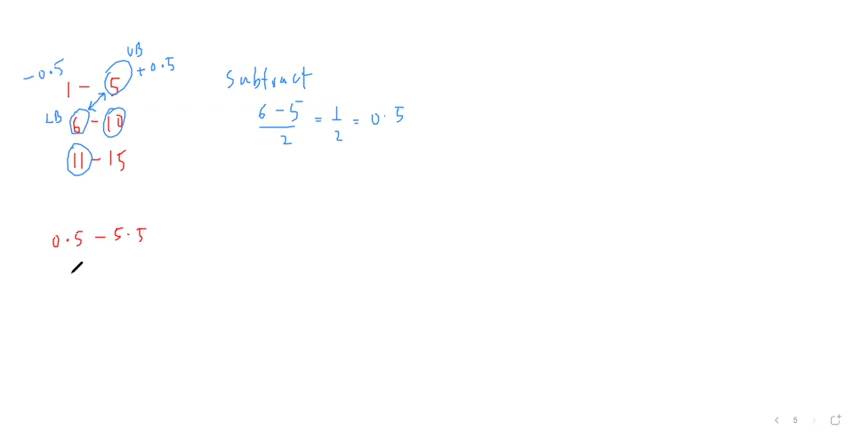 UB
-0.5 +0.5
1 - 5
LB 6 - 10
11 - 15
Subtract
6 - 5 / 2 = 1 / 2 = 0.5
0.5 - 5.5
5